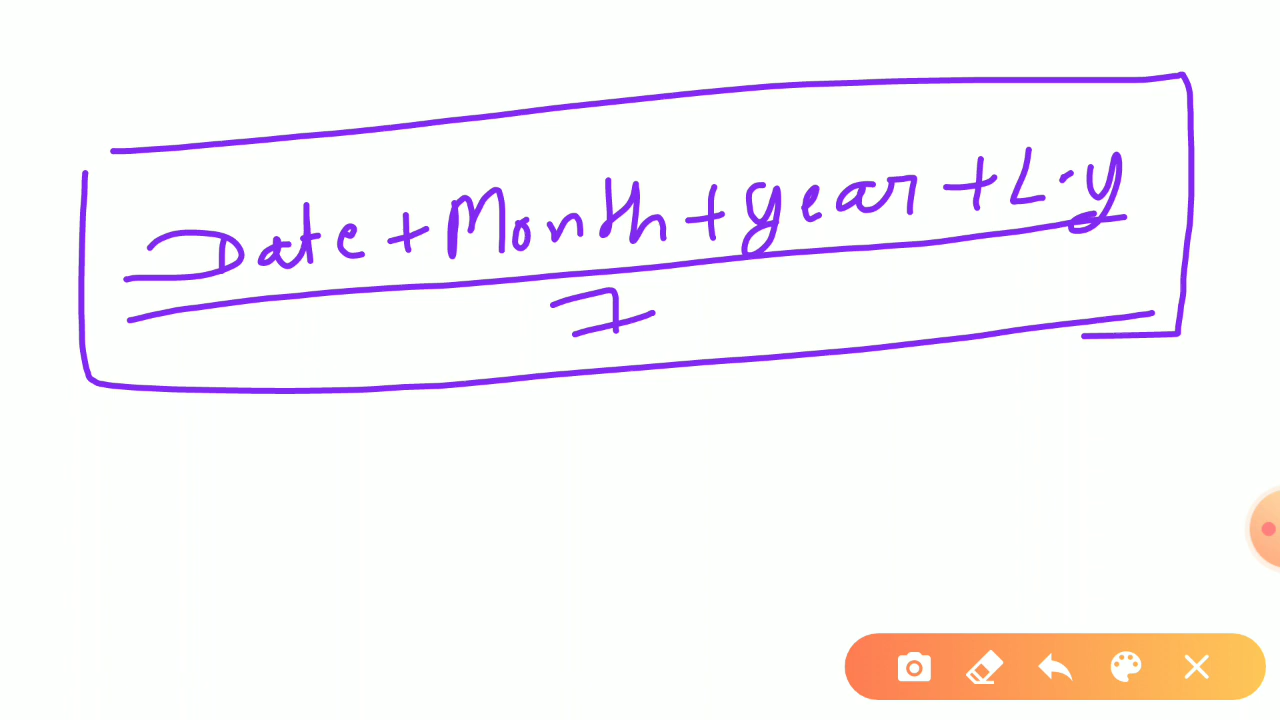 Date + Month + year + L.y
7